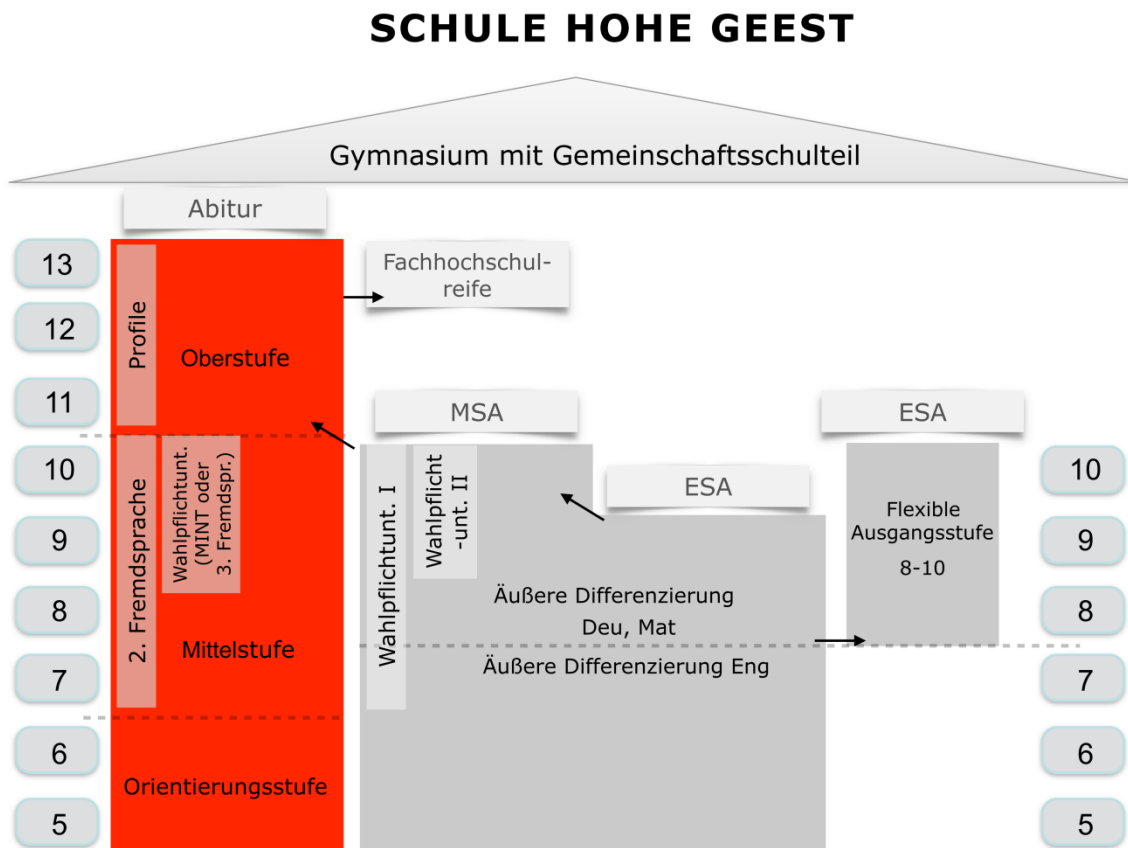 SCHULE HOHE GEEST
Gymnasium mit Gemeinschaftsschulteil
Abitur
13
12
11
10
9
8
7
6
5
Profile
Oberstufe
2. Fremdsprache
Wahlpflichtunt.
(MINT oder
3. Fremdspr.)
Mittelstufe
Orientierungsstufe
Fachhochschul-
reife
MSA
Wahlpflichtunt. I
Wahlpflicht
-unt. II
ESA
Äußere Differenzierung
Deu, Mat
Äußere Differenzierung Eng
ESA
Flexible
Ausgangsstufe
8-10
10
9
8
7
6
5